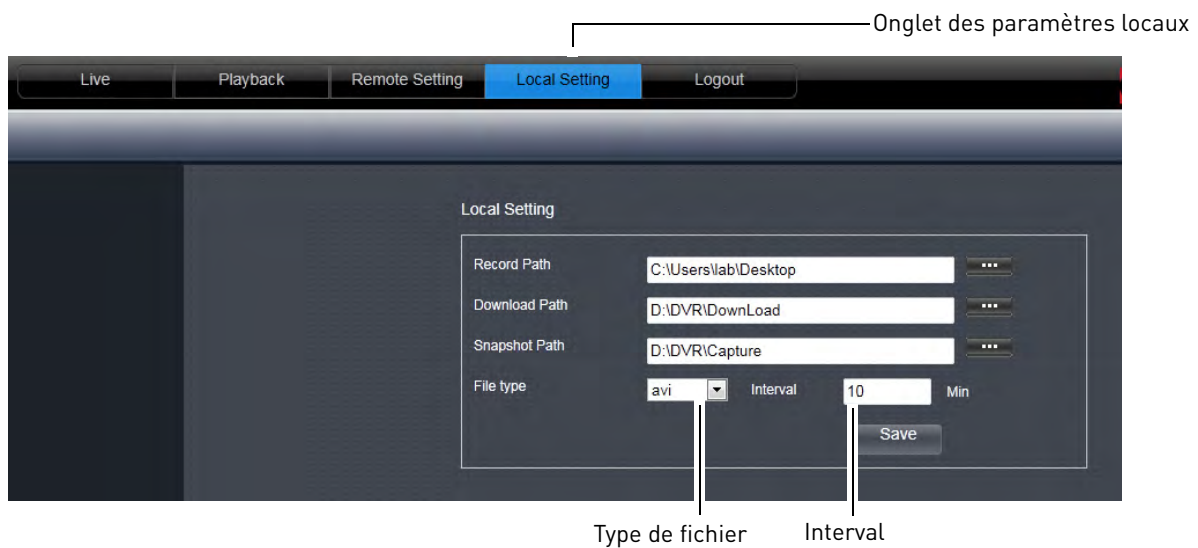 Onglet des paramètres locaux
Live Playback Remote Setting Local Setting Logout
Local Setting
Record Path C:\Users\lab\Desktop ...
Download Path D:\DVR\DownLoad ...
Snapshot Path D:\DVR\Capture ...
File type avi Interval 10 Min
Save
Type de fichier Interval